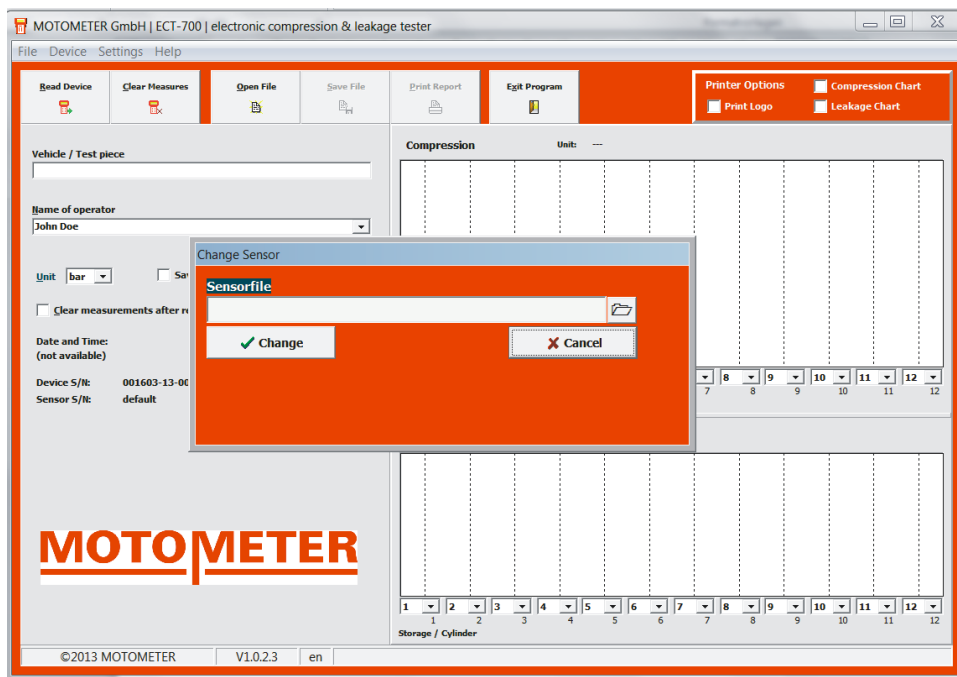 MOTOMETER GmbH | ECT-700 | electronic compression & leakage tester
File Device Settings Help
Read Device Clear Measures Open File Save File Print Report Exit Program
Printer Options Compression Chart
Print Logo Leakage Chart
Vehicle / Test piece
Compression Unit: ---
Name of operator
John Doe
Change Sensor
Unit bar
Sensorfile
Clear measurements after
Change Cancel
Date and Time:
(not available)
Device S/N: 001603-13-00
Sensor S/N: default
8 9 10 11 12
7 8 9 10 11 12
MOTOMETER
1 2 3 4 5 6 7 8 9 10 11 12
1 2 3 4 5 6 7 8 9 10 11 12
Storage / Cylinder
©2013 MOTOMETER V1.0.2.3 en